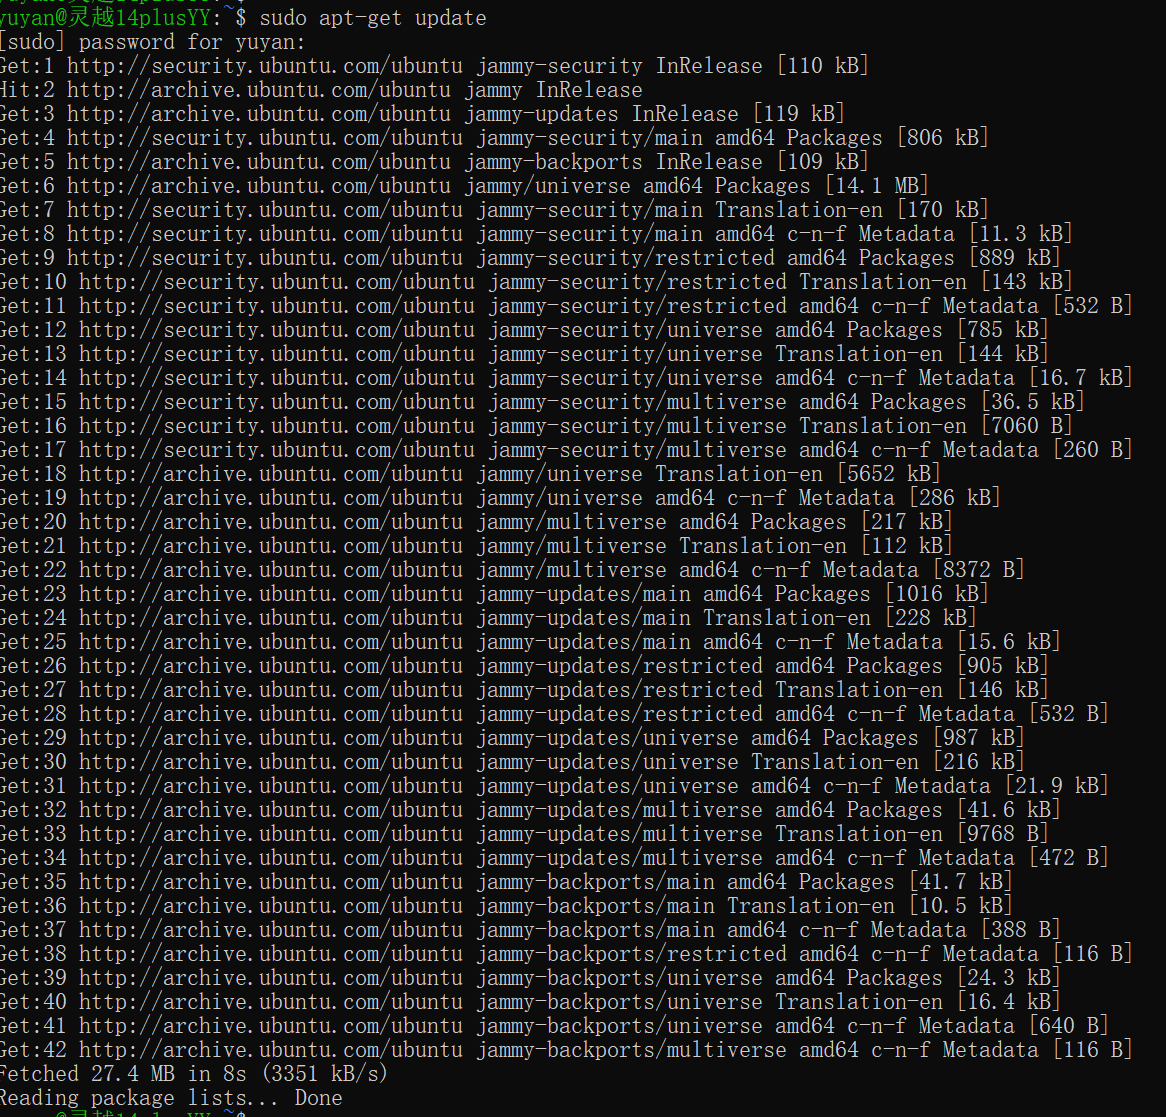 yuyan@灵越14plusYY:~$ sudo apt-get update
[sudo] password for yuyan:
Get:1 http://security.ubuntu.com/ubuntu jammy-security InRelease [110 kB]
Hit:2 http://archive.ubuntu.com/ubuntu jammy InRelease
Get:3 http://archive.ubuntu.com/ubuntu jammy-updates InRelease [119 kB]
Get:4 http://security.ubuntu.com/ubuntu jammy-security/main amd64 Packages [806 kB]
Get:5 http://archive.ubuntu.com/ubuntu jammy-backports InRelease [109 kB]
Get:6 http://archive.ubuntu.com/ubuntu jammy/universe amd64 Packages [14.1 MB]
Get:7 http://security.ubuntu.com/ubuntu jammy-security/main Translation-en [170 kB]
Get:8 http://security.ubuntu.com/ubuntu jammy-security/main amd64 c-n-f Metadata [11.3 kB]
Get:9 http://security.ubuntu.com/ubuntu jammy-security/restricted amd64 Packages [889 kB]
Get:10 http://security.ubuntu.com/ubuntu jammy-security/restricted Translation-en [143 kB]
Get:11 http://security.ubuntu.com/ubuntu jammy-security/restricted amd64 c-n-f Metadata [532 B]
Get:12 http://security.ubuntu.com/ubuntu jammy-security/universe amd64 Packages [785 kB]
Get:13 http://security.ubuntu.com/ubuntu jammy-security/universe Translation-en [144 kB]
Get:14 http://security.ubuntu.com/ubuntu jammy-security/universe amd64 c-n-f Metadata [16.7 kB]
Get:15 http://security.ubuntu.com/ubuntu jammy-security/multiverse amd64 Packages [36.5 kB]
Get:16 http://security.ubuntu.com/ubuntu jammy-security/multiverse Translation-en [7060 B]
Get:17 http://security.ubuntu.com/ubuntu jammy-security/multiverse amd64 c-n-f Metadata [260 B]
Get:18 http://archive.ubuntu.com/ubuntu jammy/universe Translation-en [5652 kB]
Get:19 http://archive.ubuntu.com/ubuntu jammy/universe amd64 c-n-f Metadata [286 kB]
Get:20 http://archive.ubuntu.com/ubuntu jammy/multiverse amd64 Packages [217 kB]
Get:21 http://archive.ubuntu.com/ubuntu jammy/multiverse Translation-en [112 kB]
Get:22 http://archive.ubuntu.com/ubuntu jammy/multiverse amd64 c-n-f Metadata [8372 B]
Get:23 http://archive.ubuntu.com/ubuntu jammy-updates/main amd64 Packages [1016 kB]
Get:24 http://archive.ubuntu.com/ubuntu jammy-updates/main Translation-en [228 kB]
Get:25 http://archive.ubuntu.com/ubuntu jammy-updates/main amd64 c-n-f Metadata [15.6 kB]
Get:26 http://archive.ubuntu.com/ubuntu jammy-updates/restricted amd64 Packages [905 kB]
Get:27 http://archive.ubuntu.com/ubuntu jammy-updates/restricted Translation-en [146 kB]
Get:28 http://archive.ubuntu.com/ubuntu jammy-updates/restricted amd64 c-n-f Metadata [532 B]
Get:29 http://archive.ubuntu.com/ubuntu jammy-updates/universe amd64 Packages [987 kB]
Get:30 http://archive.ubuntu.com/ubuntu jammy-updates/universe Translation-en [216 kB]
Get:31 http://archive.ubuntu.com/ubuntu jammy-updates/universe amd64 c-n-f Metadata [21.9 kB]
Get:32 http://archive.ubuntu.com/ubuntu jammy-updates/multiverse amd64 Packages [41.6 kB]
Get:33 http://archive.ubuntu.com/ubuntu jammy-updates/multiverse Translation-en [9768 B]
Get:34 http://archive.ubuntu.com/ubuntu jammy-updates/multiverse amd64 c-n-f Metadata [472 B]
Get:35 http://archive.ubuntu.com/ubuntu jammy-backports/main amd64 Packages [41.7 kB]
Get:36 http://archive.ubuntu.com/ubuntu jammy-backports/main Translation-en [10.5 kB]
Get:37 http://archive.ubuntu.com/ubuntu jammy-backports/main amd64 c-n-f Metadata [388 B]
Get:38 http://archive.ubuntu.com/ubuntu jammy-backports/restricted amd64 c-n-f Metadata [116 B]
Get:39 http://archive.ubuntu.com/ubuntu jammy-backports/universe amd64 Packages [24.3 kB]
Get:40 http://archive.ubuntu.com/ubuntu jammy-backports/universe Translation-en [16.4 kB]
Get:41 http://archive.ubuntu.com/ubuntu jammy-backports/universe amd64 c-n-f Metadata [640 B]
Get:42 http://archive.ubuntu.com/ubuntu jammy-backports/multiverse amd64 c-n-f Metadata [116 B]
Fetched 27.4 MB in 8s (3351 kB/s)
Reading package lists... Done